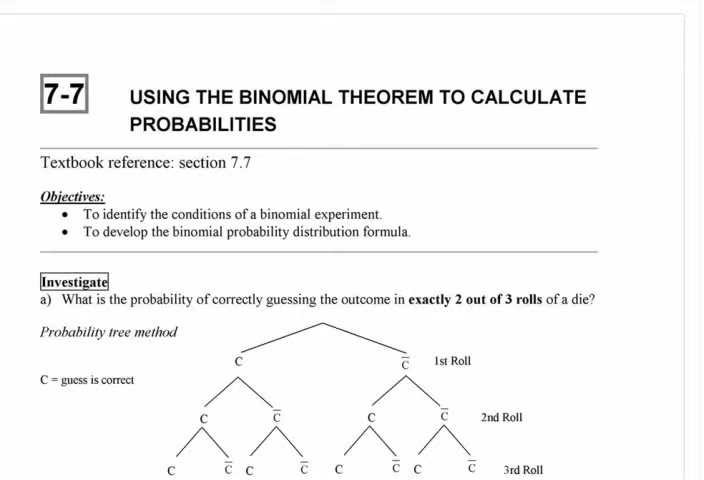 7-7
USING THE BINOMIAL THEOREM TO CALCULATE
PROBABILITIES
Textbook reference: section 7.7
Objectives:
• To identify the conditions of a binomial experiment.
• To develop the binomial probability distribution formula.
Investigate
a) What is the probability of correctly guessing the outcome in exactly 2 out of 3 rolls of a die?
Probability tree method
C C̅ 1st Roll
C = guess is correct
C C̅ C C̅ 2nd Roll
C C̅ C C̅ C C̅ C C̅ 3rd Roll